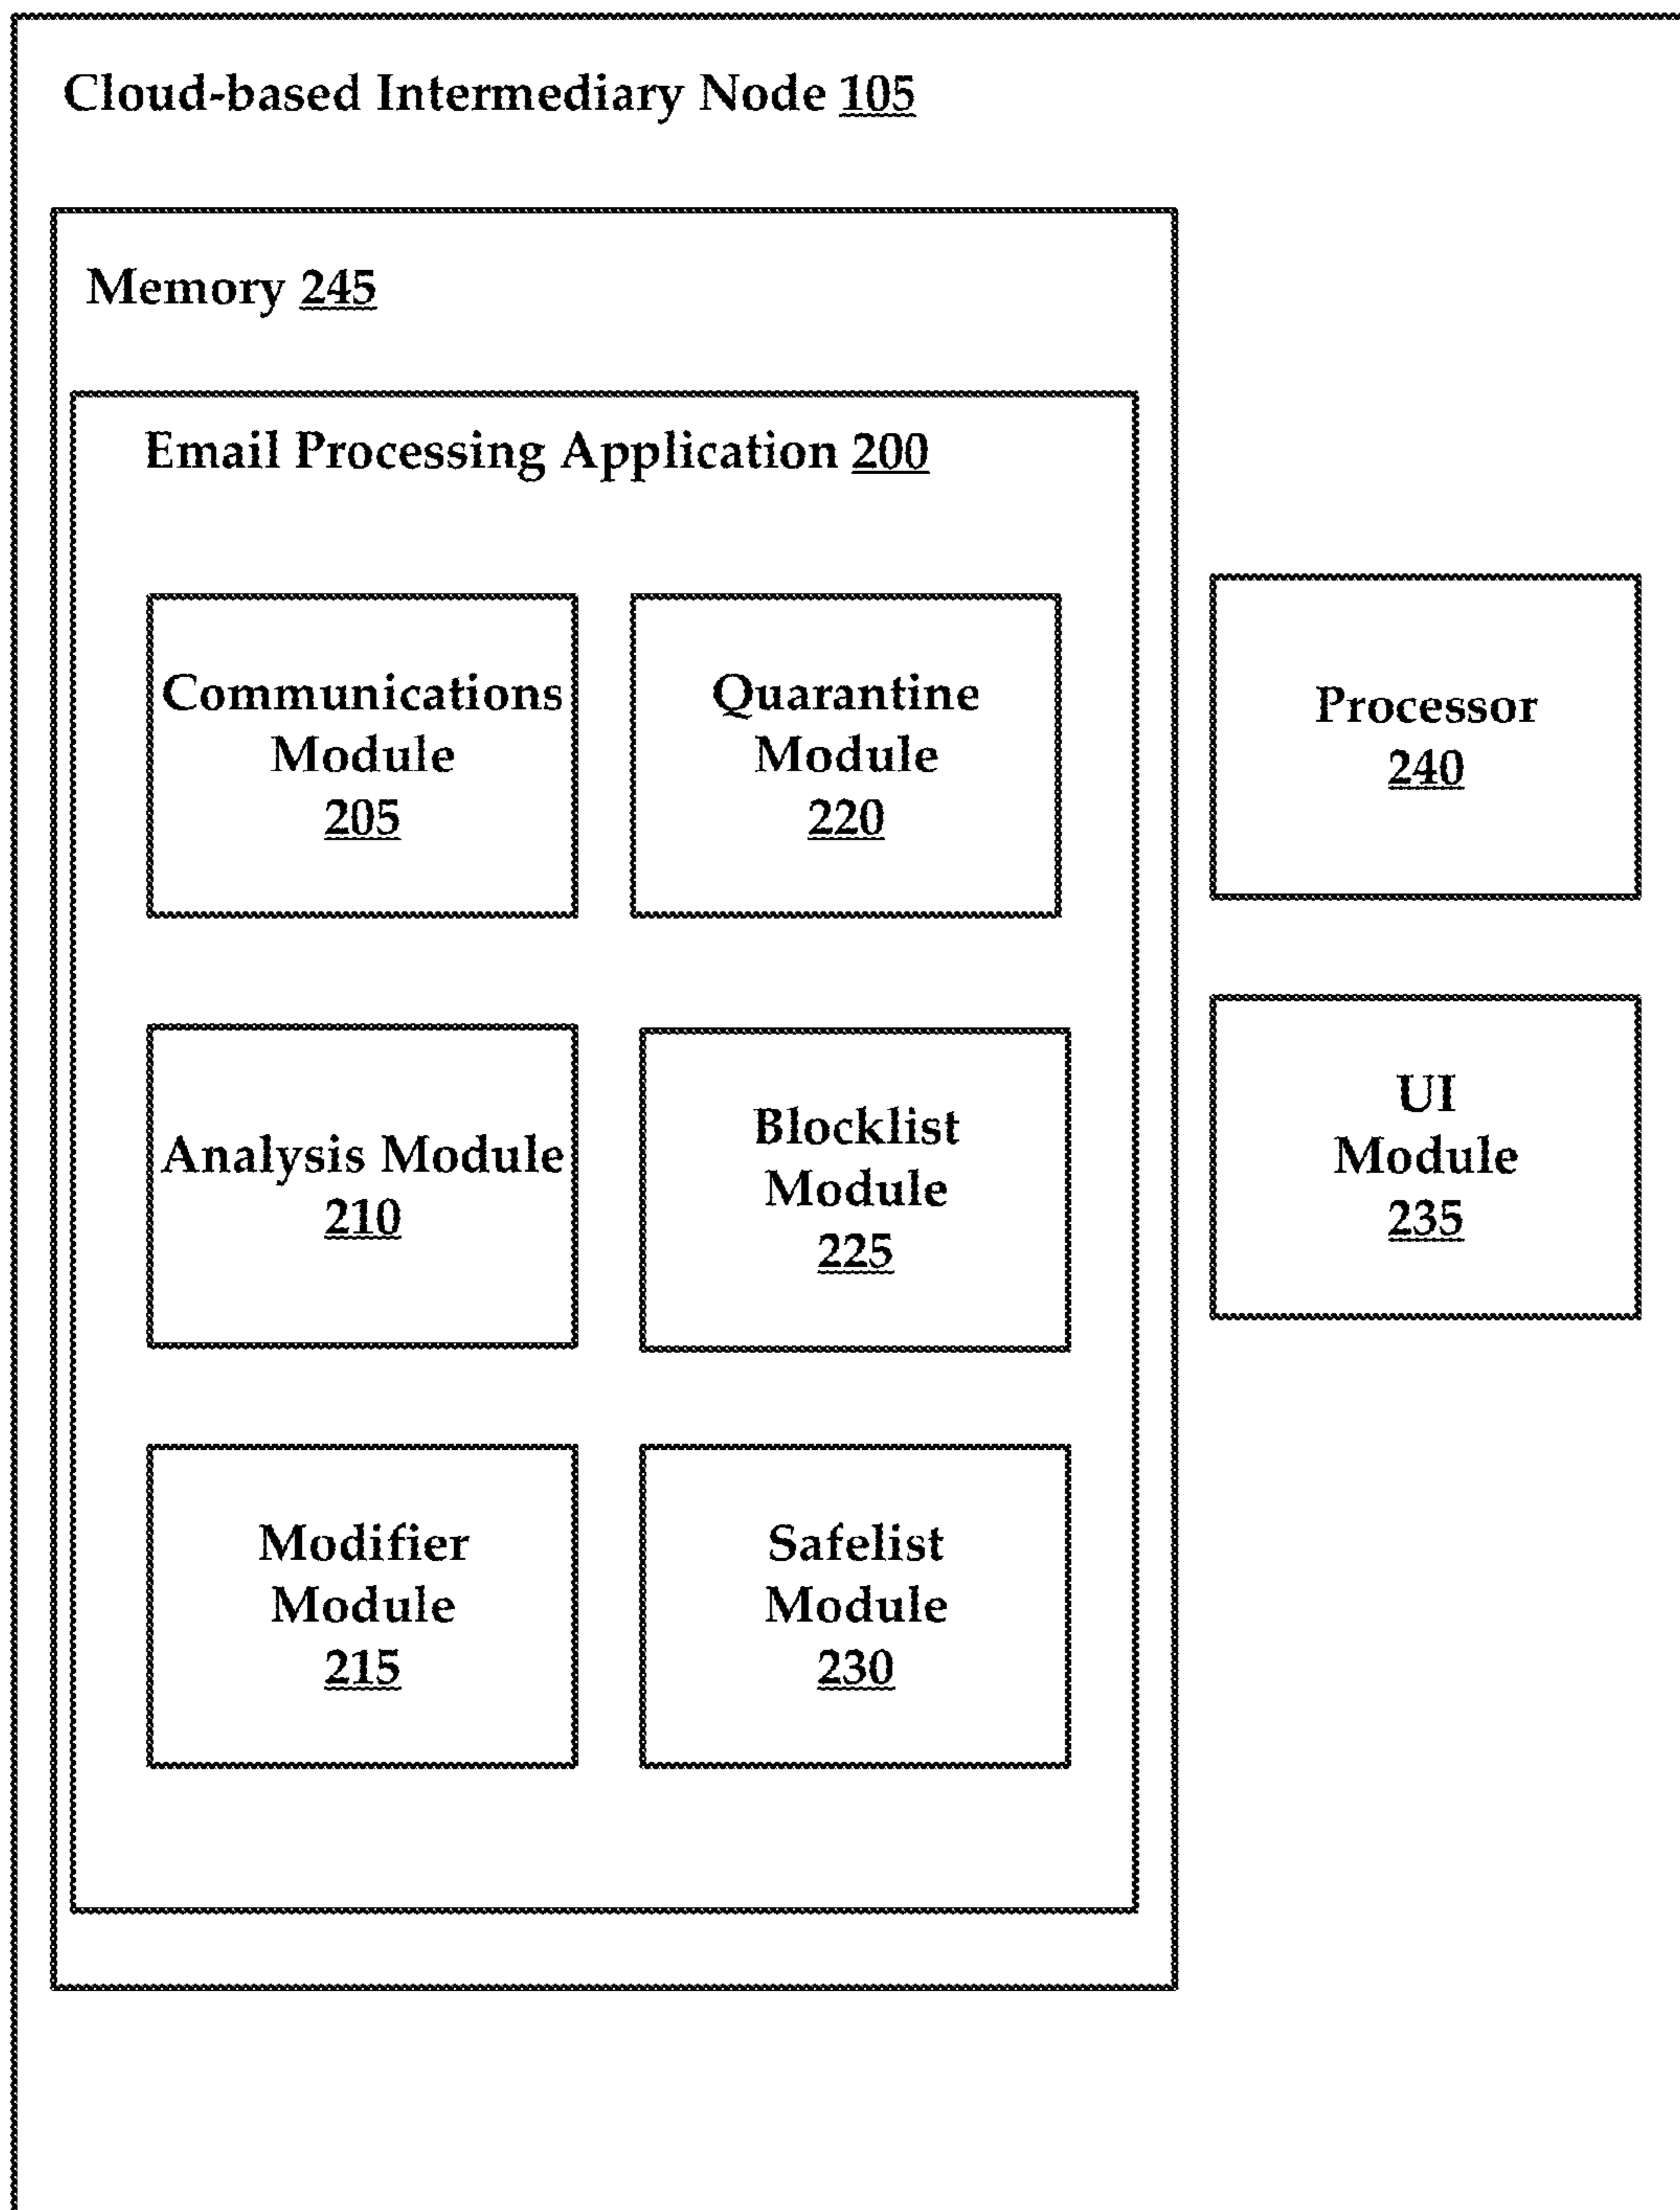 Cloud-based Intermediary Node 105
Memory 245
Email Processing Application 200
Communications
Module
205
Quarantine
Module
220
Processor
240
Analysis Module
210
Blocklist
Module
225
UI
Module
235
Modifier
Module
215
Safelist
Module
230